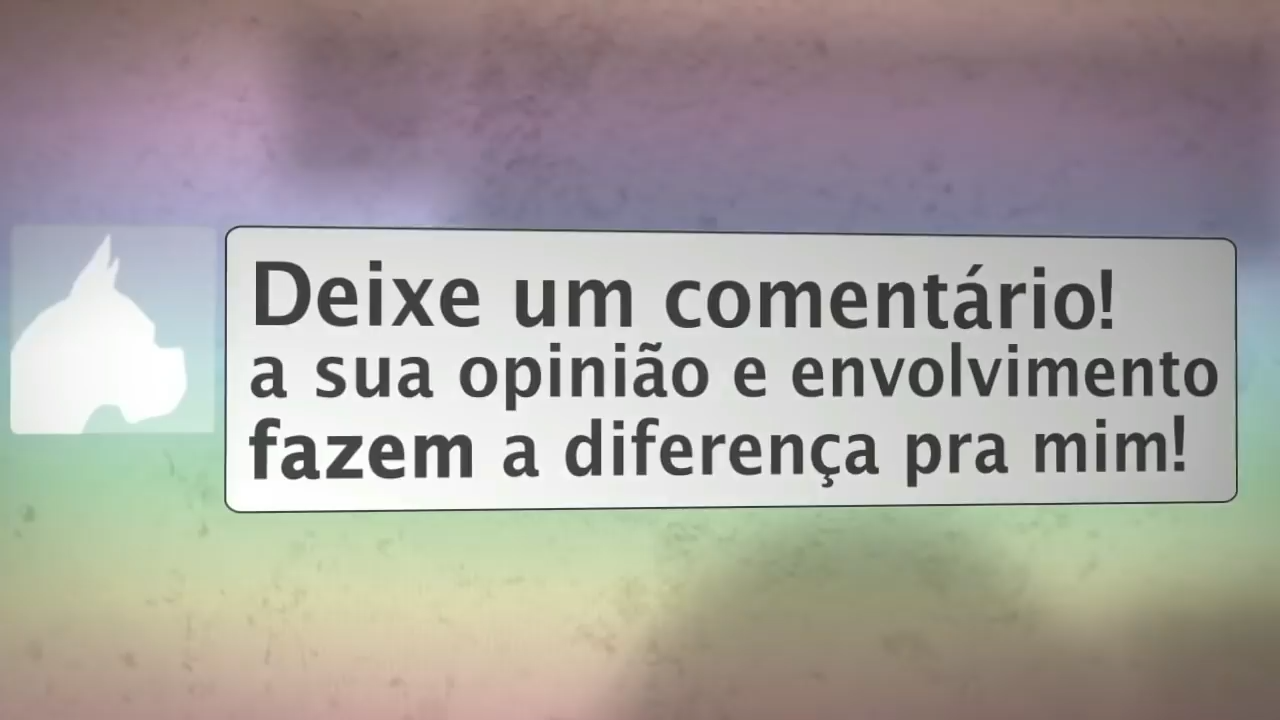 Deixe um comentário!
a sua opinião e envolvimento
fazem a diferença pra mim!